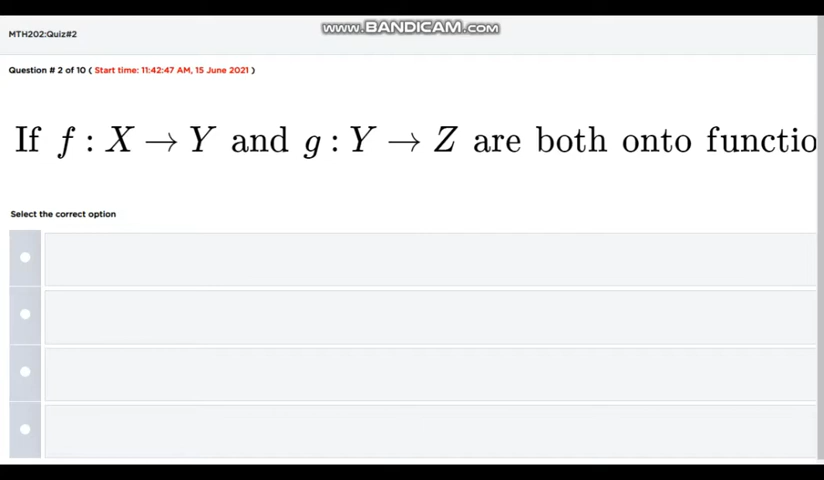 www.BANDICAM.com
MTH202:Quiz#2
Question # 2 of 10 ( Start time: 11:42:47 AM, 15 June 2021 )
If f : X → Y and g : Y → Z are both onto functio
Select the correct option